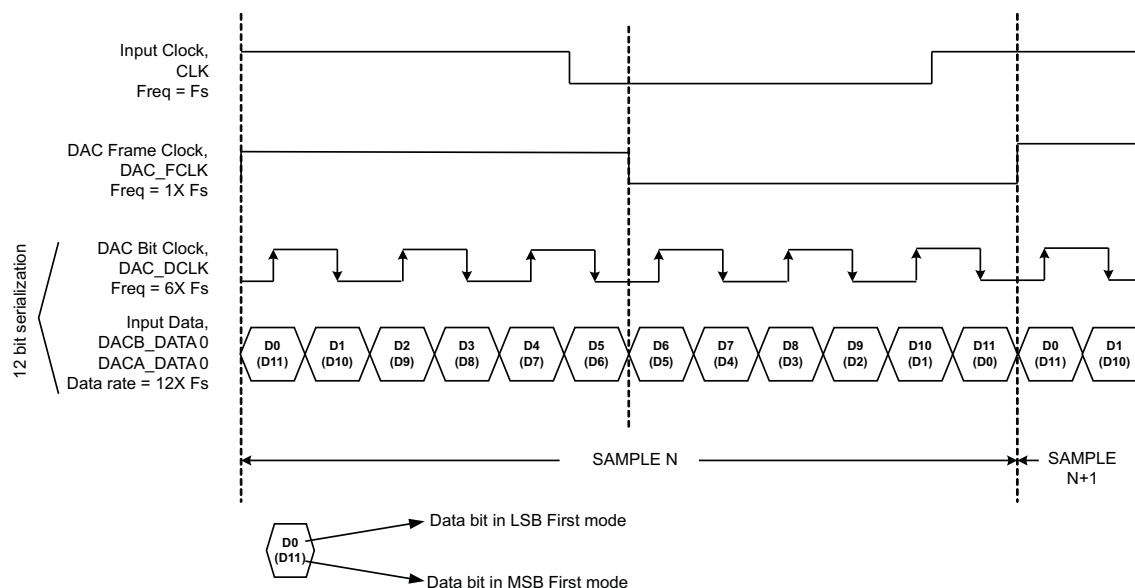 Input Clock,
CLK
Freq = Fs
DAC Frame Clock,
DAC_FCLK
Freq = 1X Fs
12 bit serialization
DAC Bit Clock,
DAC_DCLK
Freq = 6X Fs
Input Data,
DACB_DATA0
DACA_DATA0
Data rate = 12X Fs
D0 D1 D2 D3 D4 D5 D6 D7 D8 D9 D10 D11 D0 D1
(D11) (D10) (D9) (D8) (D7) (D6) (D5) (D4) (D3) (D2) (D1) (D0) (D11) (D10)
SAMPLE N
SAMPLE
N+1
Data bit in LSB First mode
D0
(D11)
Data bit in MSB First mode